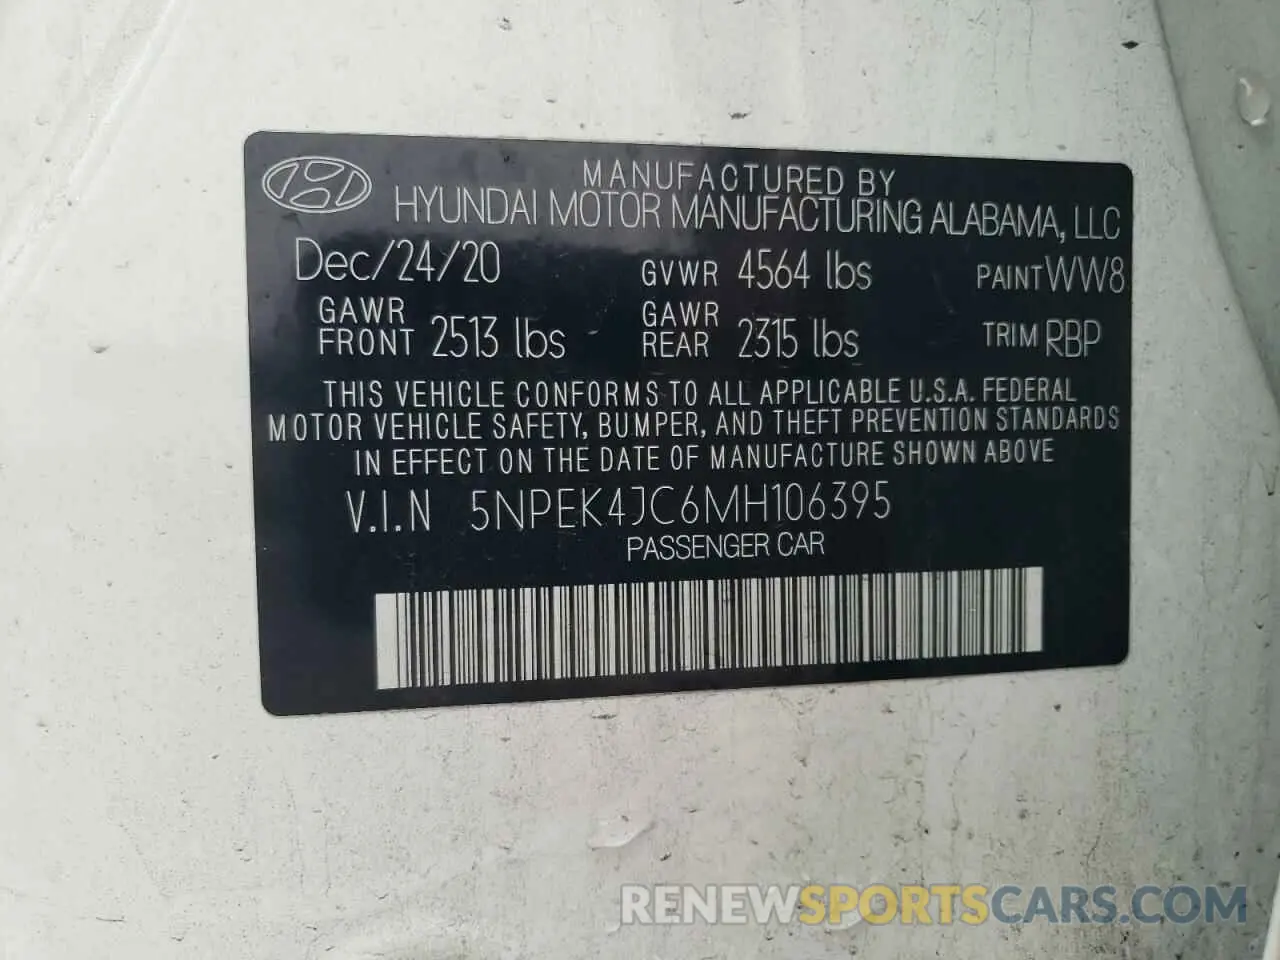 MANUFACTURED BY
HYUNDAI MOTOR MANUFACTURING ALABAMA, LLC
Dec/24/20 GVWR 4564 lbs PAINT WW8
GAWR FRONT 2513 lbs GAWR REAR 2315 lbs TRIM RBP
THIS VEHICLE CONFORMS TO ALL APPLICABLE U.S.A. FEDERAL
MOTOR VEHICLE SAFETY, BUMPER, AND THEFT PREVENTION STANDARDS
IN EFFECT ON THE DATE OF MANUFACTURE SHOWN ABOVE
V.I.N 5NPEK4JC6MH106395
PASSENGER CAR
RENEWSPORTSCARS.COM